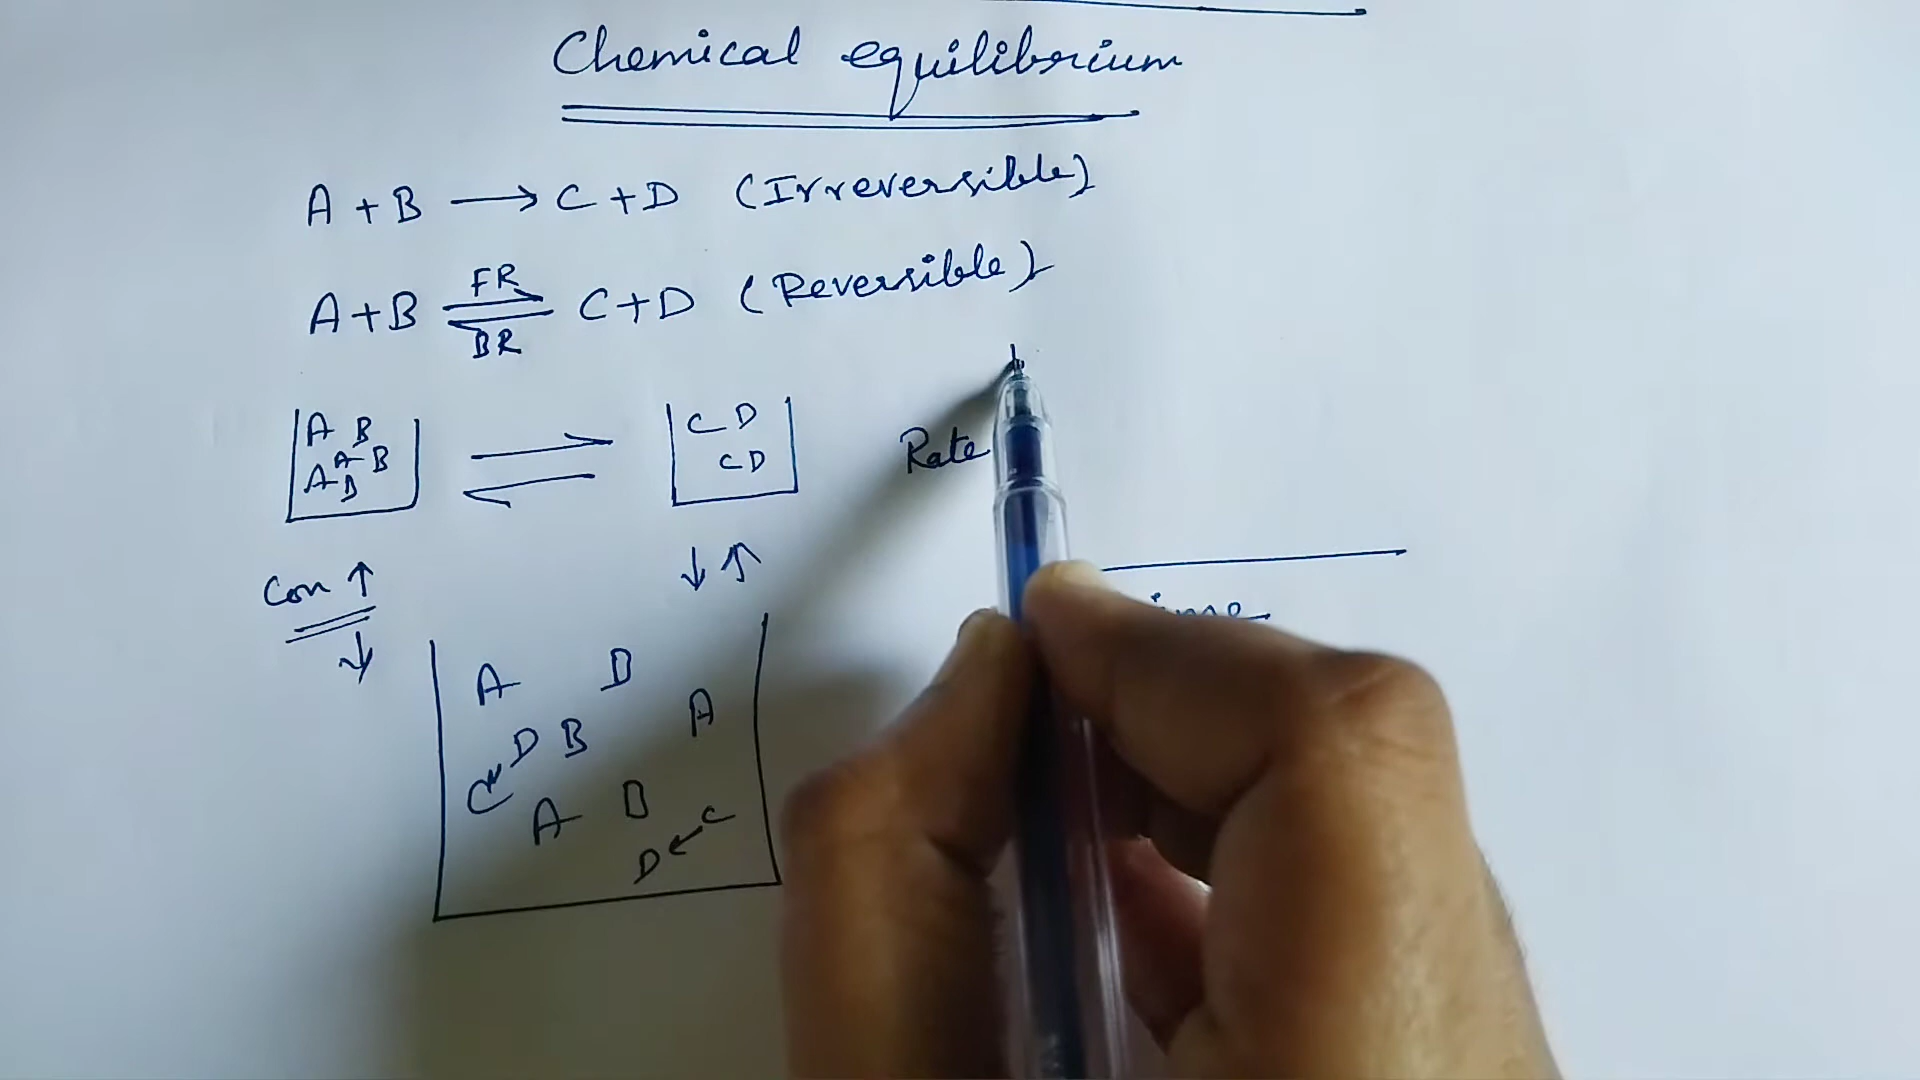 Chemical equilibrium
A + B ⟶ C + D (Irreversible)
FR
A + B ⇌ C + D (Reversible)
BR
A B
A A B
B
⇌
C D
C D
Rate
Con ↑
↓
↓ ↑
A D
D B A
C
A B
C
D